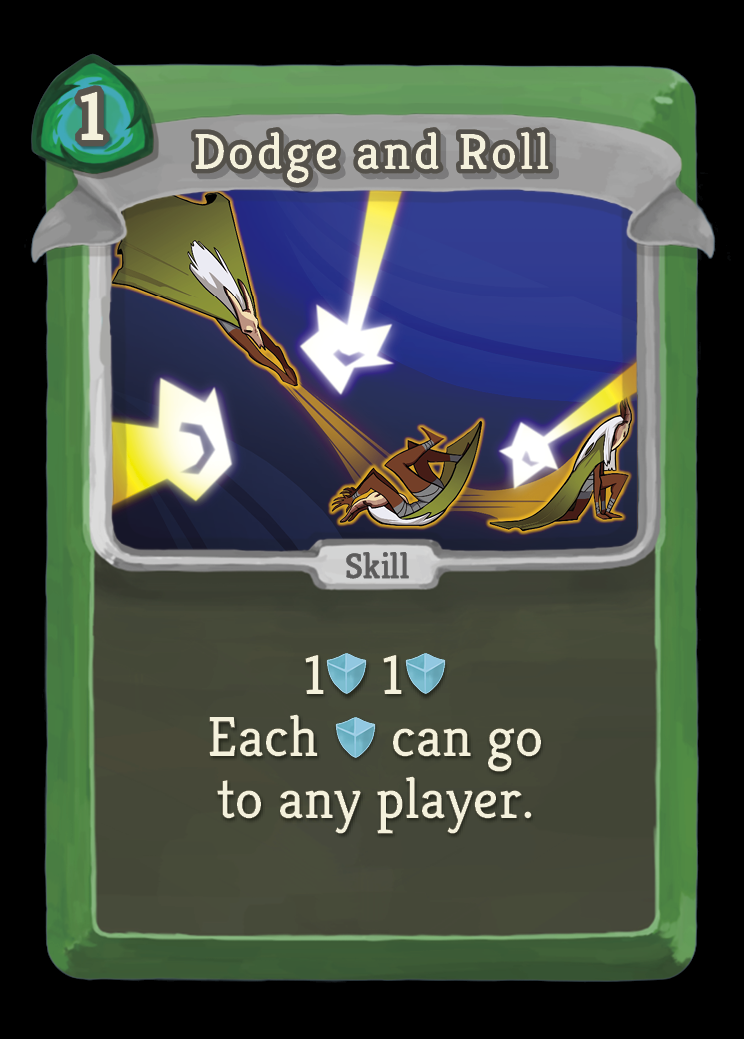 1
Dodge and Roll
Skill
1 1
Each can go
to any player.